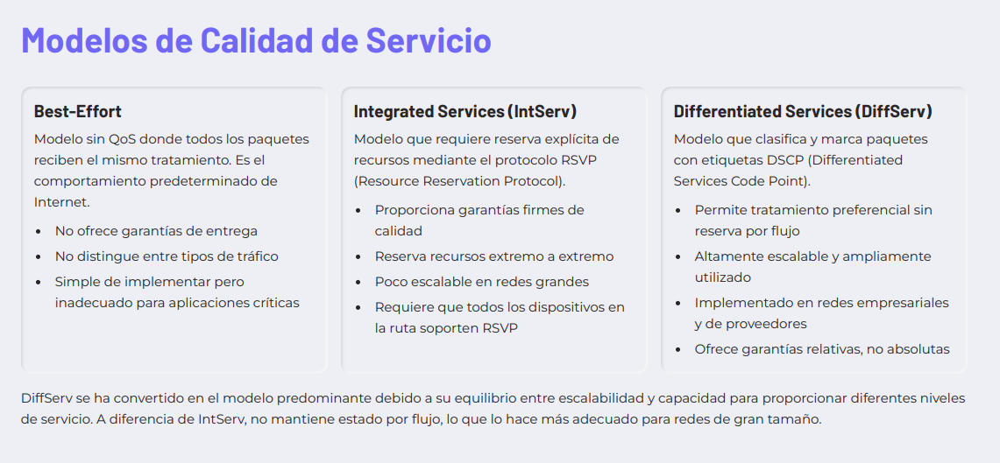 Modelos de Calidad de Servicio
Best-Effort
Modelo sin QoS donde todos los paquetes
reciben el mismo tratamiento. Es el
comportamiento predeterminado de
Internet.
• No ofrece garantías de entrega
• No distingue entre tipos de tráfico
• Simple de implementar pero
inadecuado para aplicaciones críticas
Integrated Services (IntServ)
Modelo que requiere reserva explícita de
recursos mediante el protocolo RSVP
(Resource Reservation Protocol).
• Proporciona garantías firmes de
calidad
• Reserva recursos extremo a extremo
• Poco escalable en redes grandes
• Requiere que todos los dispositivos en
la ruta soporten RSVP
Differentiated Services (DiffServ)
Modelo que clasifica y marca paquetes
con etiquetas DSCP (Differentiated
Services Code Point).
• Permite tratamiento preferencial sin
reserva por flujo
• Altamente escalable y ampliamente
utilizado
• Implementado en redes empresariales
y de proveedores
• Ofrece garantías relativas, no absolutas
DiffServ se ha convertido en el modelo predominante debido a su equilibrio entre escalabilidad y capacidad para proporcionar diferentes niveles
de servicio. A diferencia de IntServ, no mantiene estado por flujo, lo que lo hace más adecuado para redes de gran tamaño.